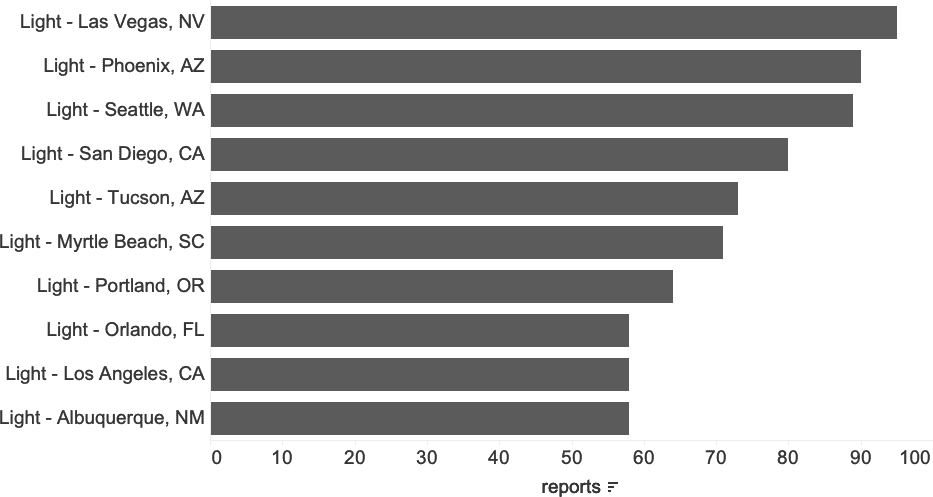 Light - Las Vegas, NV
Light - Phoenix, AZ
Light - Seattle, WA
Light - San Diego, CA
Light - Tucson, AZ
Light - Myrtle Beach, SC
Light - Portland, OR
Light - Orlando, FL
Light - Los Angeles, CA
Light - Albuquerque, NM
0 10 20 30 40 50 60 70 80 90 100
reports